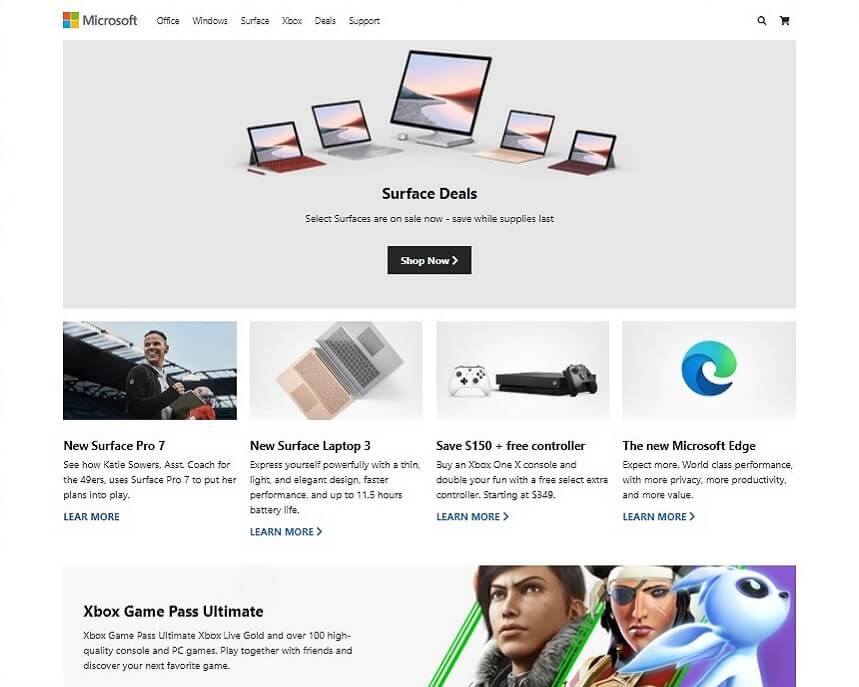 Microsoft Office Windows Surface Xbox Deals Support
Surface Deals
Select Surfaces are on sale now - save while supplies last
Shop Now
New Surface Pro 7
See how Katie Sowers, Asst. Coach for
the 49ers, uses Surface Pro 7 to put her
plans into play.
LEAR MORE
New Surface Laptop 3
Express yourself powerfully with a thin,
light, and elegant design, faster
performance, and up to 11.5 hours
battery life.
LEARN MORE
Save $150 + free controller
Buy an Xbox One X console and
double your fun with a free select extra
controller. Starting at $349.
LEARN MORE
The new Microsoft Edge
Expect more. World class performance,
with more privacy, more productivity,
and more value.
LEARN MORE
Xbox Game Pass Ultimate
Xbox Game Pass Ultimate Xbox Live Gold and over 100 high-
quality console and PC games. Play together with friends and
discover your next favorite game.